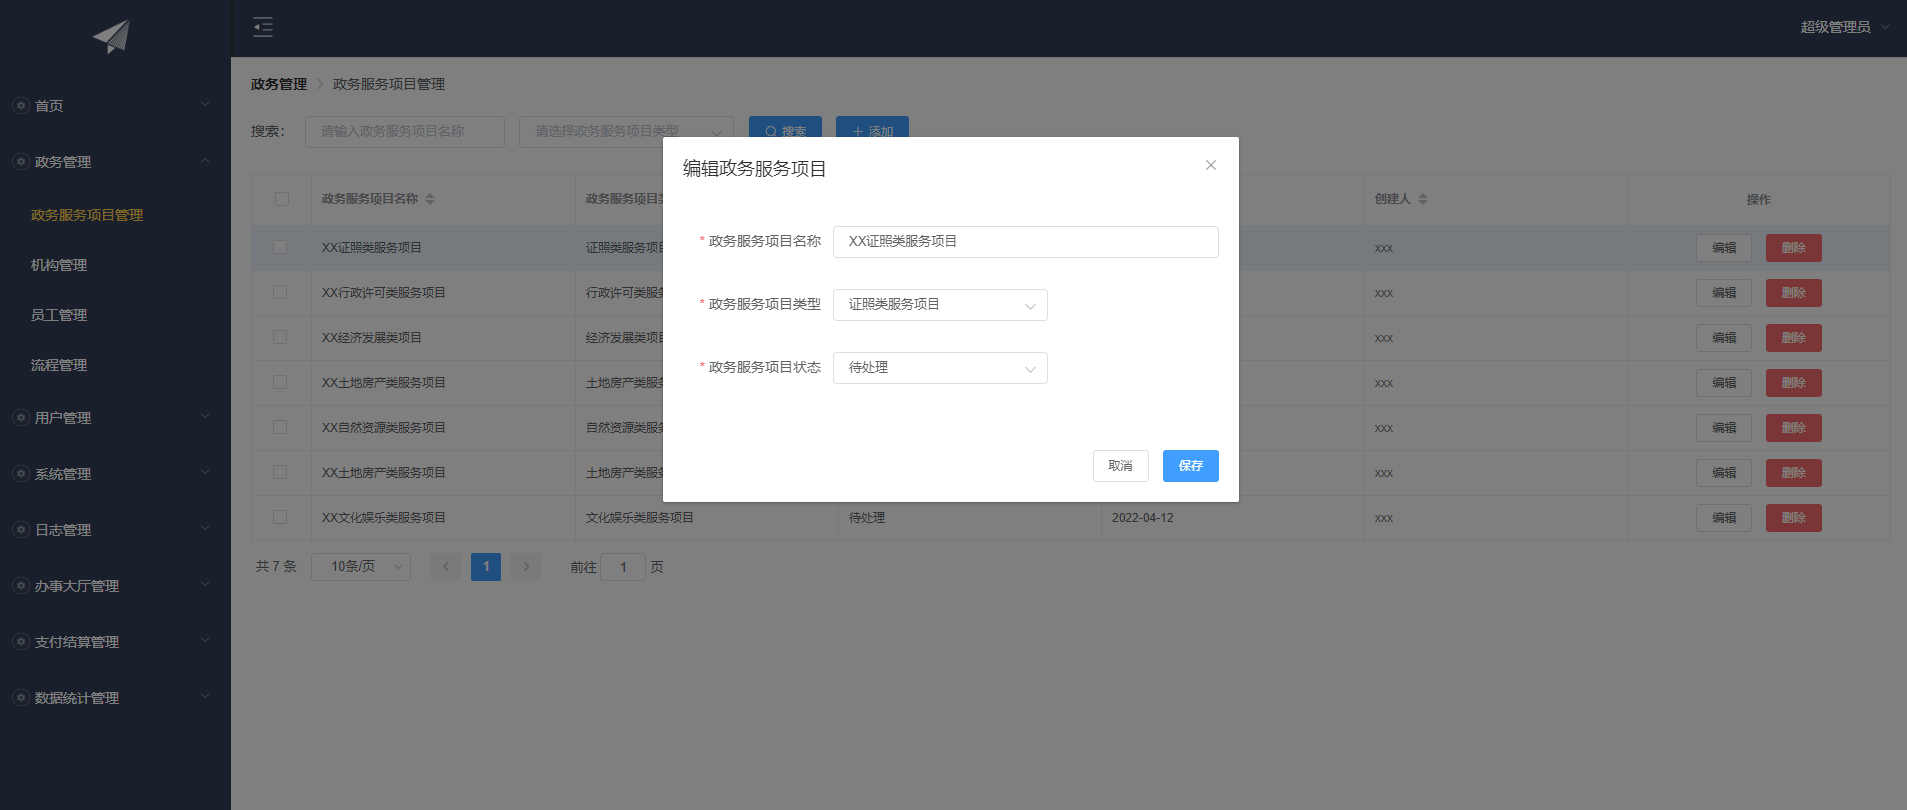 超级管理员
首页
政务管理
政务服务项目管理
机构管理
员工管理
流程管理
用户管理
系统管理
日志管理
办事大厅管理
支付结算管理
数据统计管理
政务管理 > 政务服务项目管理
搜索: 请输入政务服务项目名称 请选择政务服务项目类型 搜索 添加
政务服务项目名称 政务服务项目 创建人 操作
XX证照类服务项目 证照类服务项 xxx 编辑 删除
XX行政许可类服务项目 行政许可类服 xxx 编辑 删除
XX经济发展类项目 经济发展类项 xxx 编辑 删除
XX土地房产类服务项目 土地房产类服 xxx 编辑 删除
XX自然资源类服务项目 自然资源类服 xxx 编辑 删除
XX土地房产类服务项目 土地房产类服 xxx 编辑 删除
XX文化娱乐类服务项目 文化娱乐类服务项目 待处理 2022-04-12 xxx 编辑 删除
共 7 条 10条/页 < 1 > 前往 1 页
编辑政务服务项目
* 政务服务项目名称 XX证照类服务项目
* 政务服务项目类型 证照类服务项目
* 政务服务项目状态 待处理
取消 保存